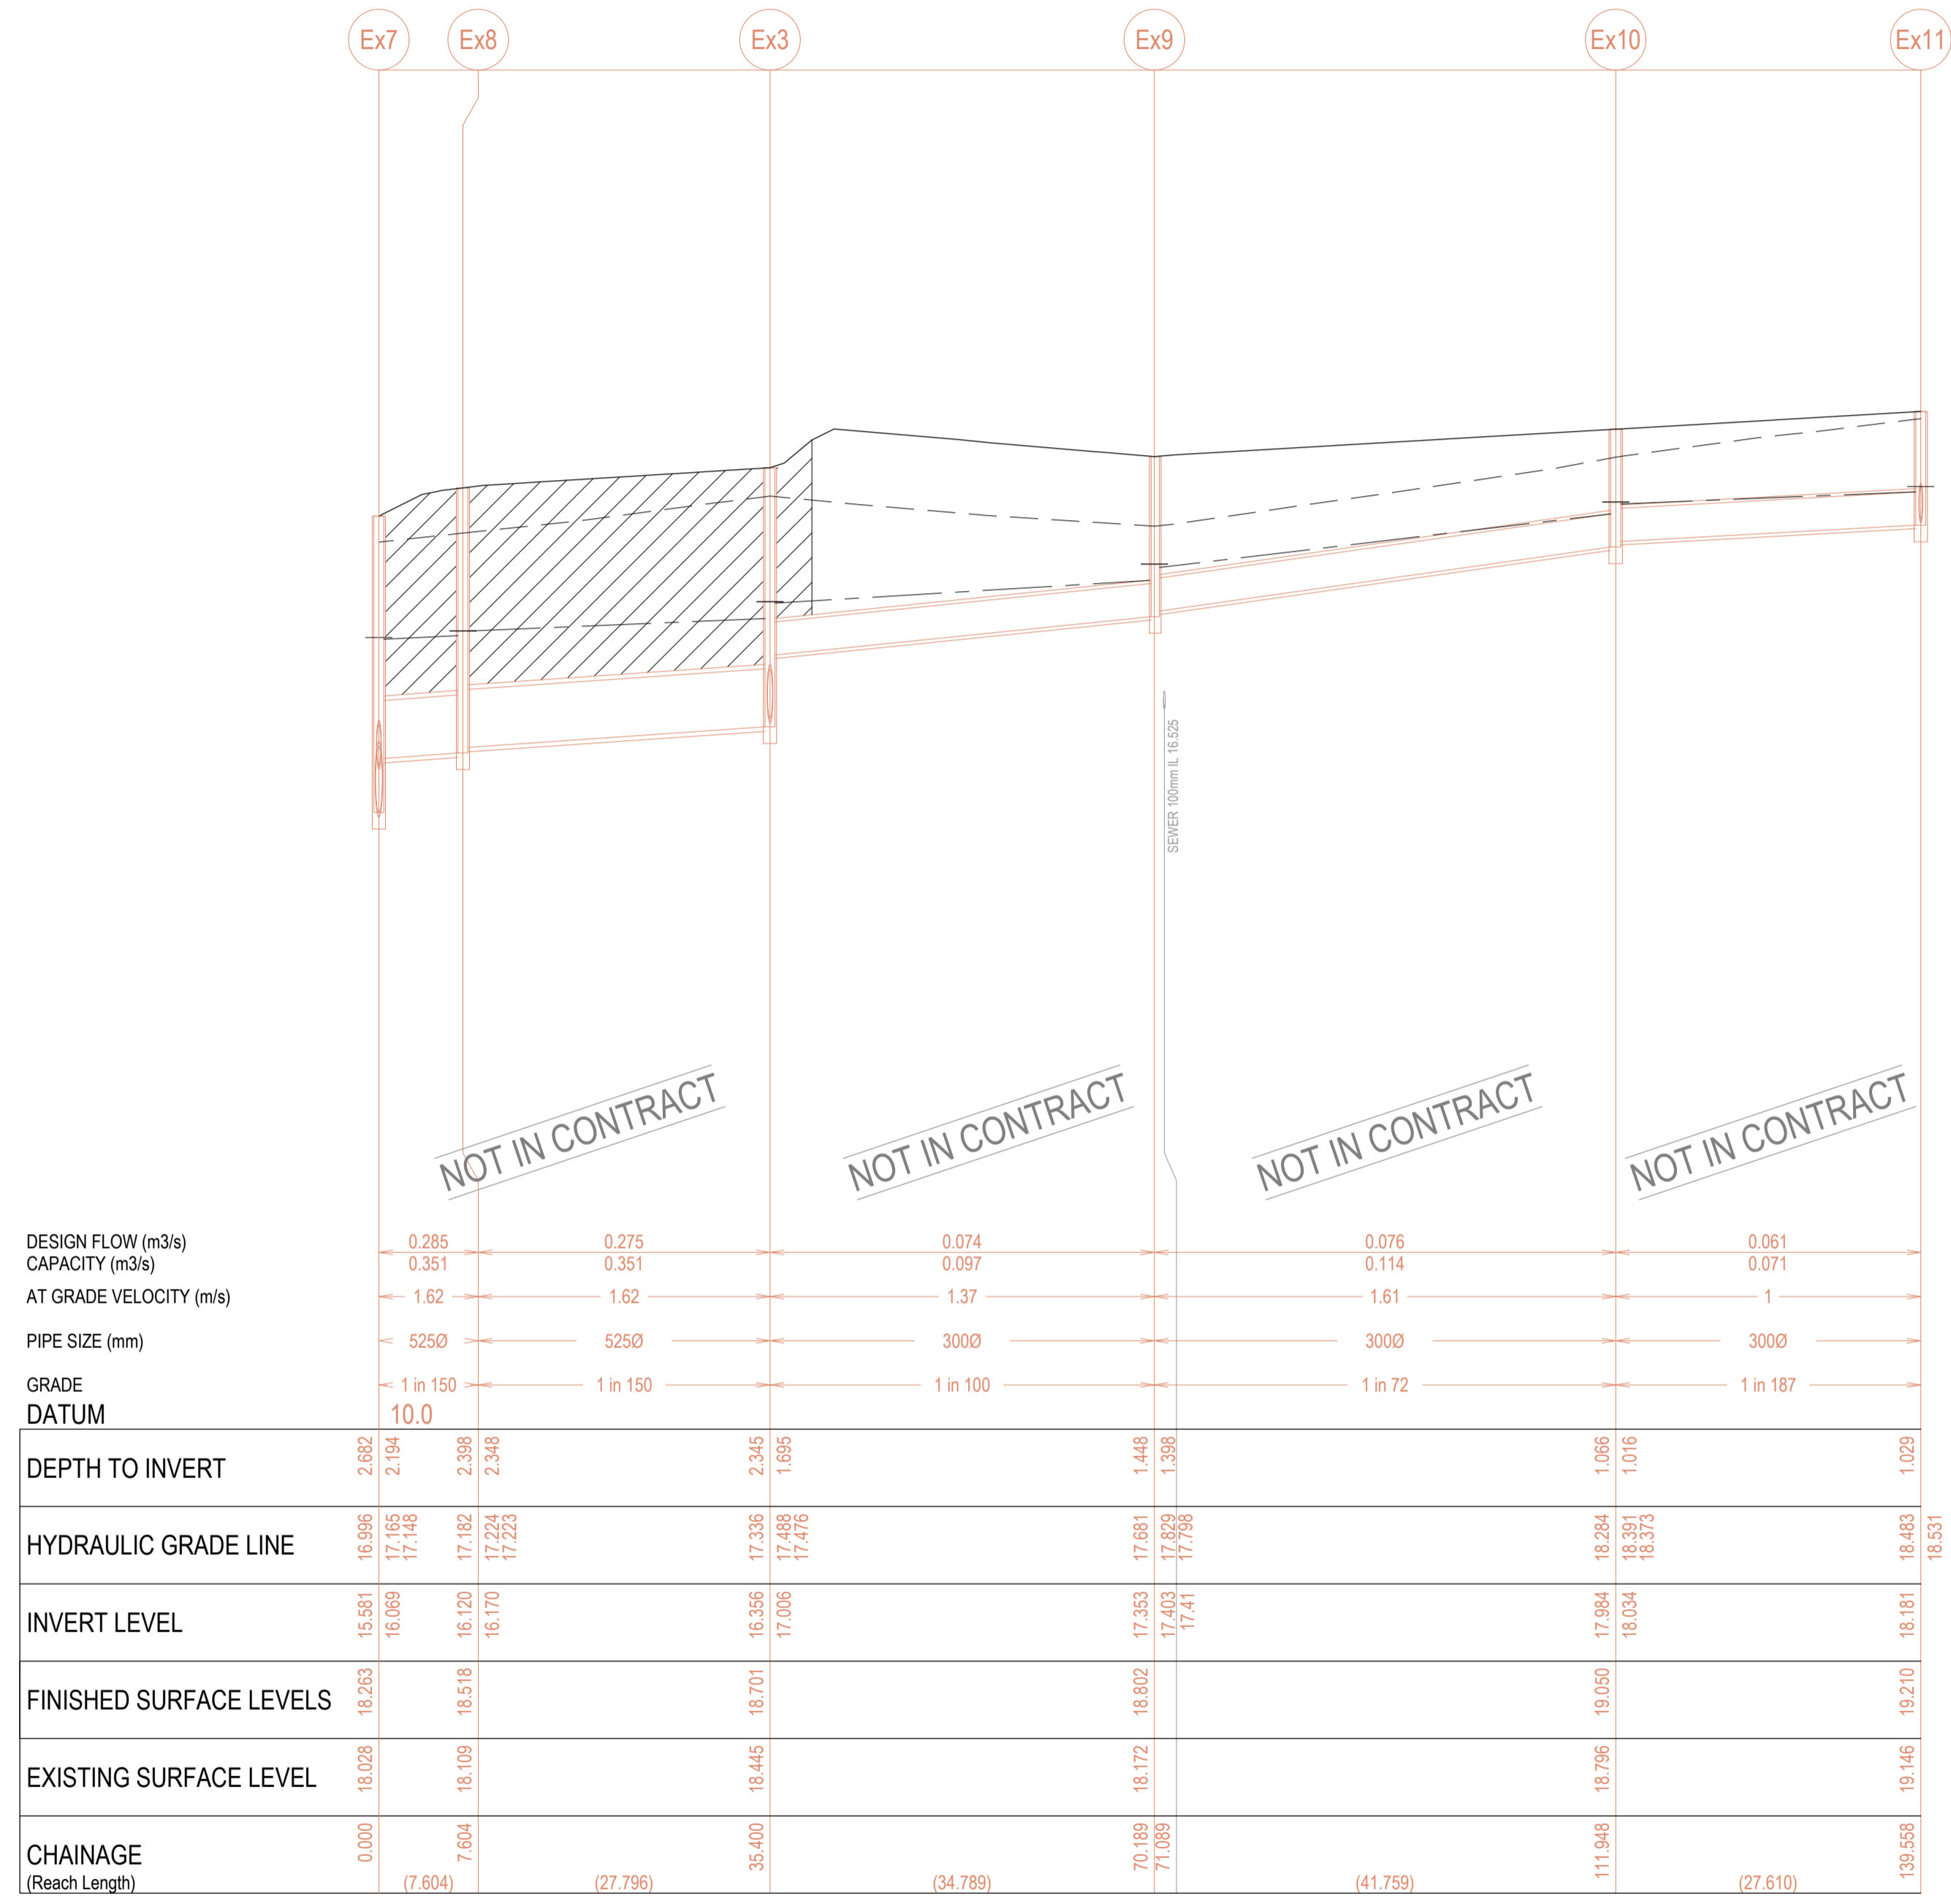 Ex7 Ex8 Ex3 Ex9 Ex10 Ex11
SEWER 100mm IL 16.525
NOT IN CONTRACT
NOT IN CONTRACT
NOT IN CONTRACT
NOT IN CONTRACT
DESIGN FLOW (m3/s) 0.285 0.275 0.074 0.076 0.061
CAPACITY (m3/s) 0.351 0.351 0.097 0.114 0.071
AT GRADE VELOCITY (m/s) 1.62 1.62 1.37 1.61 1
PIPE SIZE (mm) 525Ø 525Ø 300Ø 300Ø 300Ø
GRADE 1 in 150 1 in 150 1 in 100 1 in 72 1 in 187
DATUM 10.0
DEPTH TO INVERT 2.682 2.194 2.398 2.348 2.345 1.695 1.448 1.398 1.066 1.016 1.029
HYDRAULIC GRADE LINE 16.996 17.165 17.148 17.182 17.224 17.223 17.336 17.488 17.476 17.681 17.829 17.798 18.284 18.391 18.373 18.483 18.531
INVERT LEVEL 15.581 16.069 16.120 16.170 16.356 17.006 17.353 17.403 17.41 17.984 18.034 18.181
FINISHED SURFACE LEVELS 18.263 18.518 18.701 18.802 19.050 19.210
EXISTING SURFACE LEVEL 18.028 18.109 18.445 18.172 18.796 19.146
CHAINAGE 0.000 7.604 35.400 70.189 71.089 111.948 139.558
(Reach Length) (7.604) (27.796) (34.789) (41.759) (27.610)